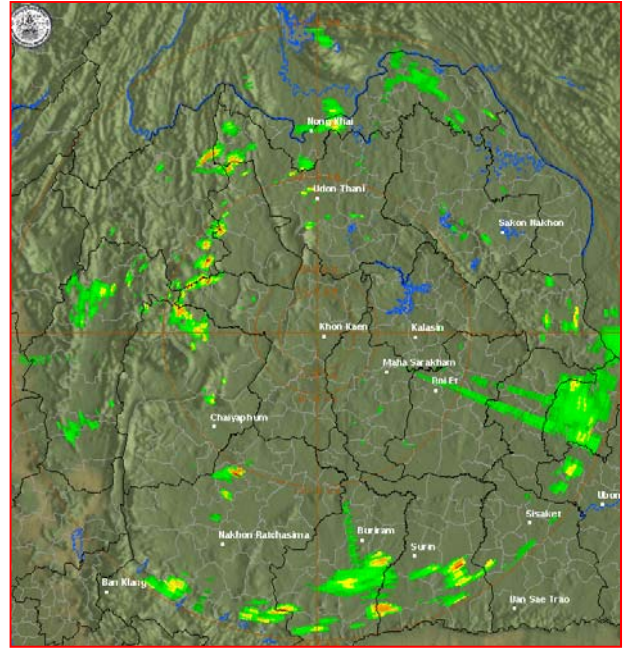 Nong Khai
Udon Thani
Sakon Nakhon
Khon Kaen
Kalasin
Maha Sarakham
Roi Et
Chaiyaphum
Ubon
Sisaket
Buriram
Nakhon Ratchasima
Surin
Ban Klang
Ban Sae Trao